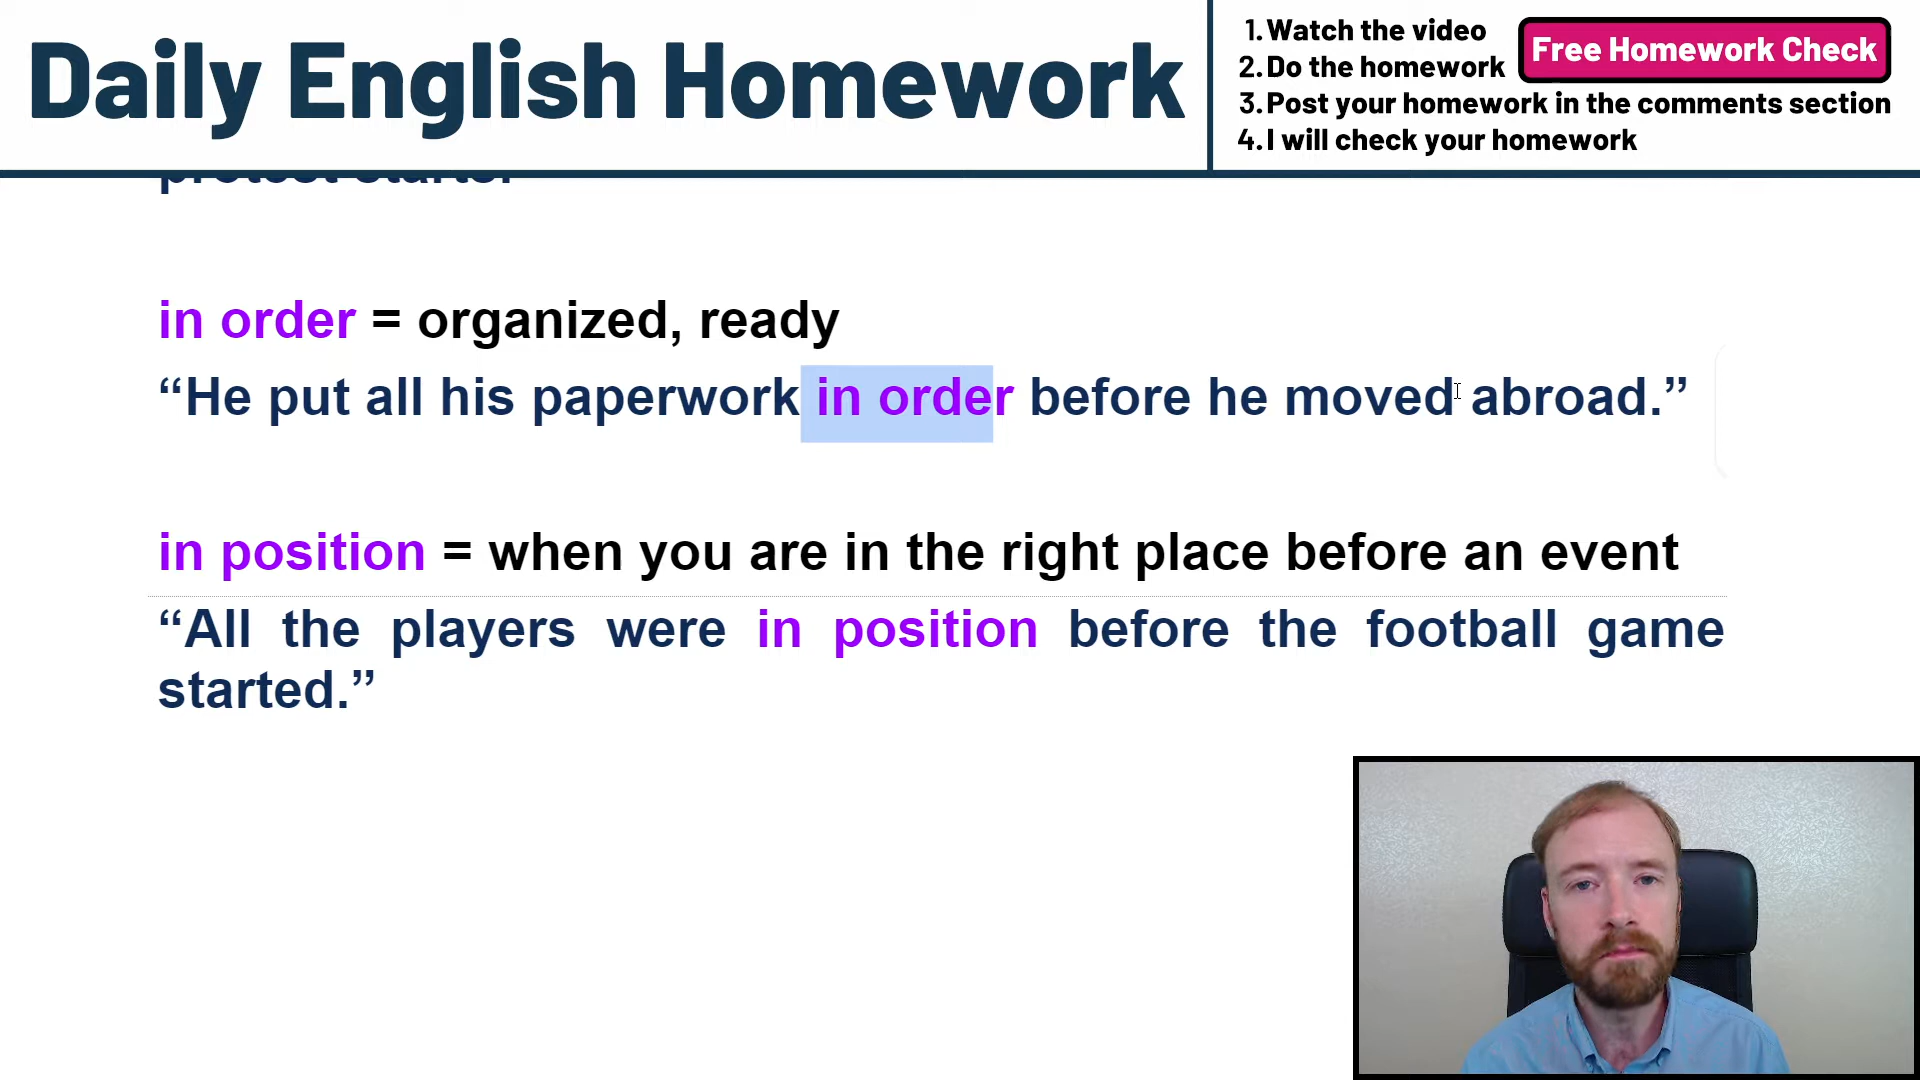 Daily English Homework
1. Watch the video
2. Do the homework
Free Homework Check
3. Post your homework in the comments section
4. I will check your homework
in order = organized, ready
“He put all his paperwork in order before he moved abroad.”
in position = when you are in the right place before an event
“All the players were in position before the football game
started.”